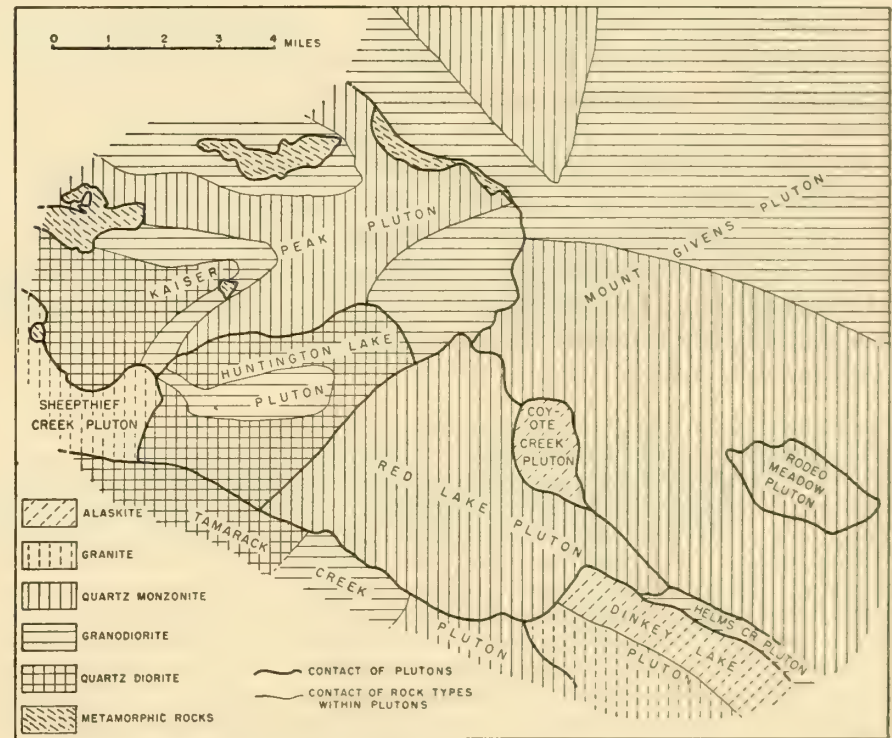 0 1 2 3 4 MILES
MOUNT GIVENS PLUTON
KAISER PEAK PLUTON
HUNTINGTON LAKE
PLUTON
SHEEPTHIEF
CREEK PLUTON
COY-
OTE
CREEK
PLUTON
RODEO
MEADOW
PLUTON
RED LAKE PLUTON
TAMARACK CREEK PLUTON
HELMS CR PLUTON
DINKEY LAKE
PLUTON
ALASKITE
GRANITE
QUARTZ MONZONITE
GRANODIORITE
QUARTZ DIORITE
METAMORPHIC ROCKS
CONTACT OF PLUTONS
CONTACT OF ROCK TYPES
WITHIN PLUTONS